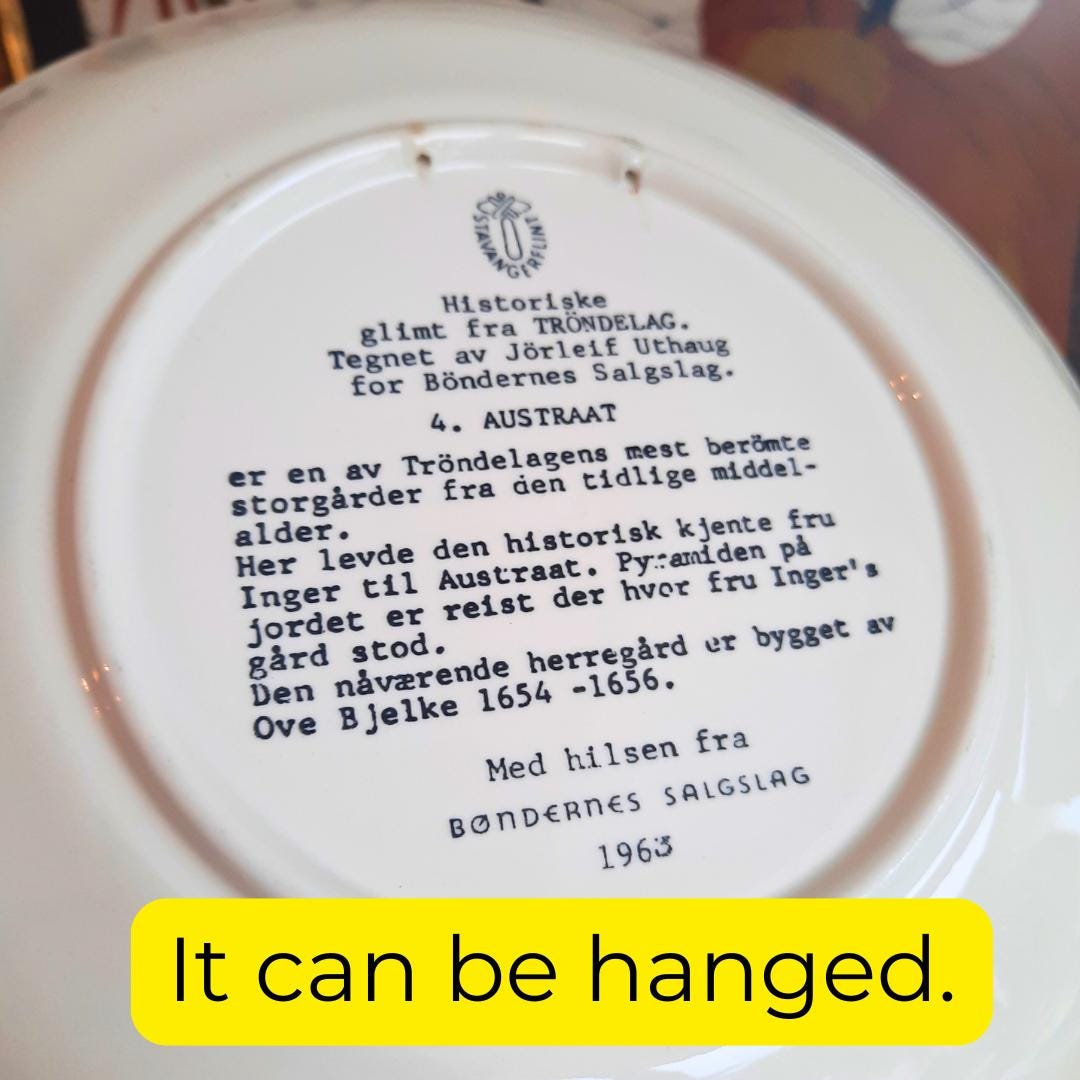 STAVANGERFLINT
Historiske
glimt fra TRÖNDELAG.
Tegnet av Jörleif Uthaug
for Böndernes Salgslag.
4. AUSTRAAT
er en av Tröndelagens mest berömte
storgårder fra den tidlige middel-
alder.
Her levde den historisk kjente fru
Inger til Austraat. Pyramiden på
jordet er reist der hvor fru Inger's
gård stod.
Den nåværende herregård er bygget av
Ove Bjelke 1654 -1656.
Med hilsen fra
BØNDERNES SALGSLAG
1963
It can be hanged.